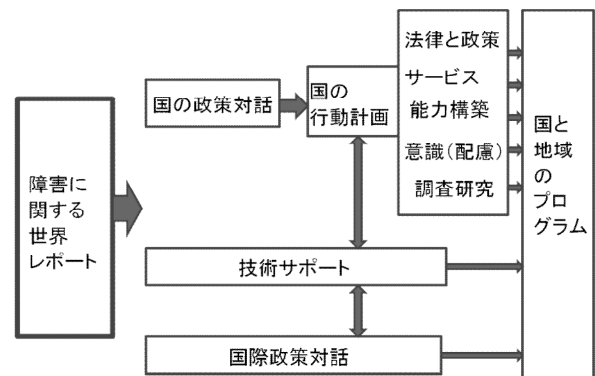 障害に
関する
世界
レポート
国の政策対話
国の
行動計画
法律と政策
サービス
能力構築
意識(配慮)
調査研究
国と
地域
の
プロ
グラム
技術サポート
国際政策対話